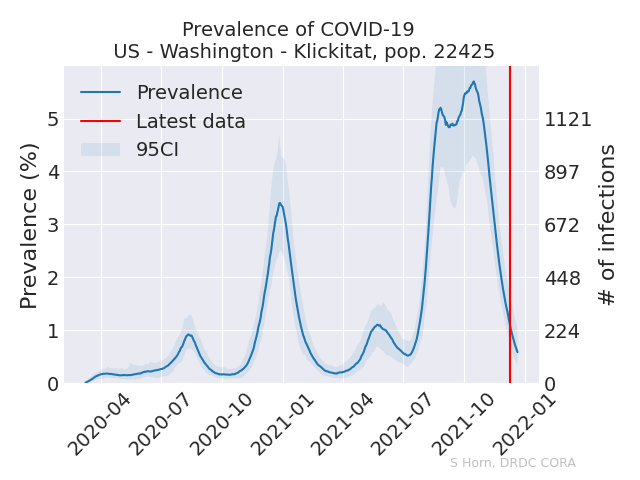 Prevalence of COVID-19
US - Washington - Klickitat, pop. 22425
Prevalence
Latest data
95CI
Prevalence (%)
5
4
3
2
1
0
1121
897
672
448
224
0
# of infections
2020-04
2020-07
2020-10
2021-01
2021-04
2021-07
2021-10
2022-01
S Horn, DRDC CORA